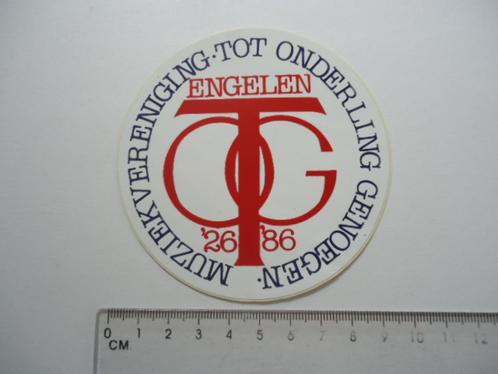 MUZIEKVERENIGING·TOT ONDERLING GENOEGEN·
ENGELEN
TOG
'26 '86
0 1 2 3 4 5 6 7 8 9 10 11 12
CM